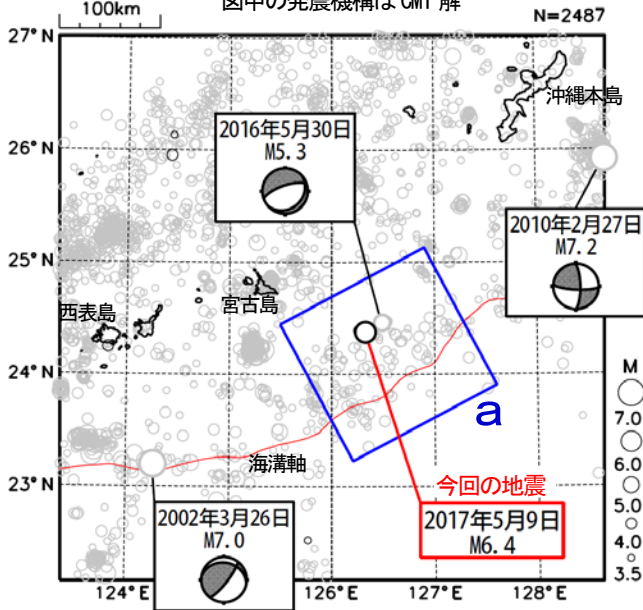 図中の発震機構は CMT 解
100km
N=2487
27° N
沖縄本島
2016年5月30日
M5.3
26° N
2010年2月27日
M7.2
25° N
西表島
宮古島
24° N
a
M
7.0
6.0
5.0
4.0
3.5
海溝軸
23° N
今回の地震
2017年5月9日
M6.4
2002年3月26日
M7.0
124° E
126° E
127° E
128° E